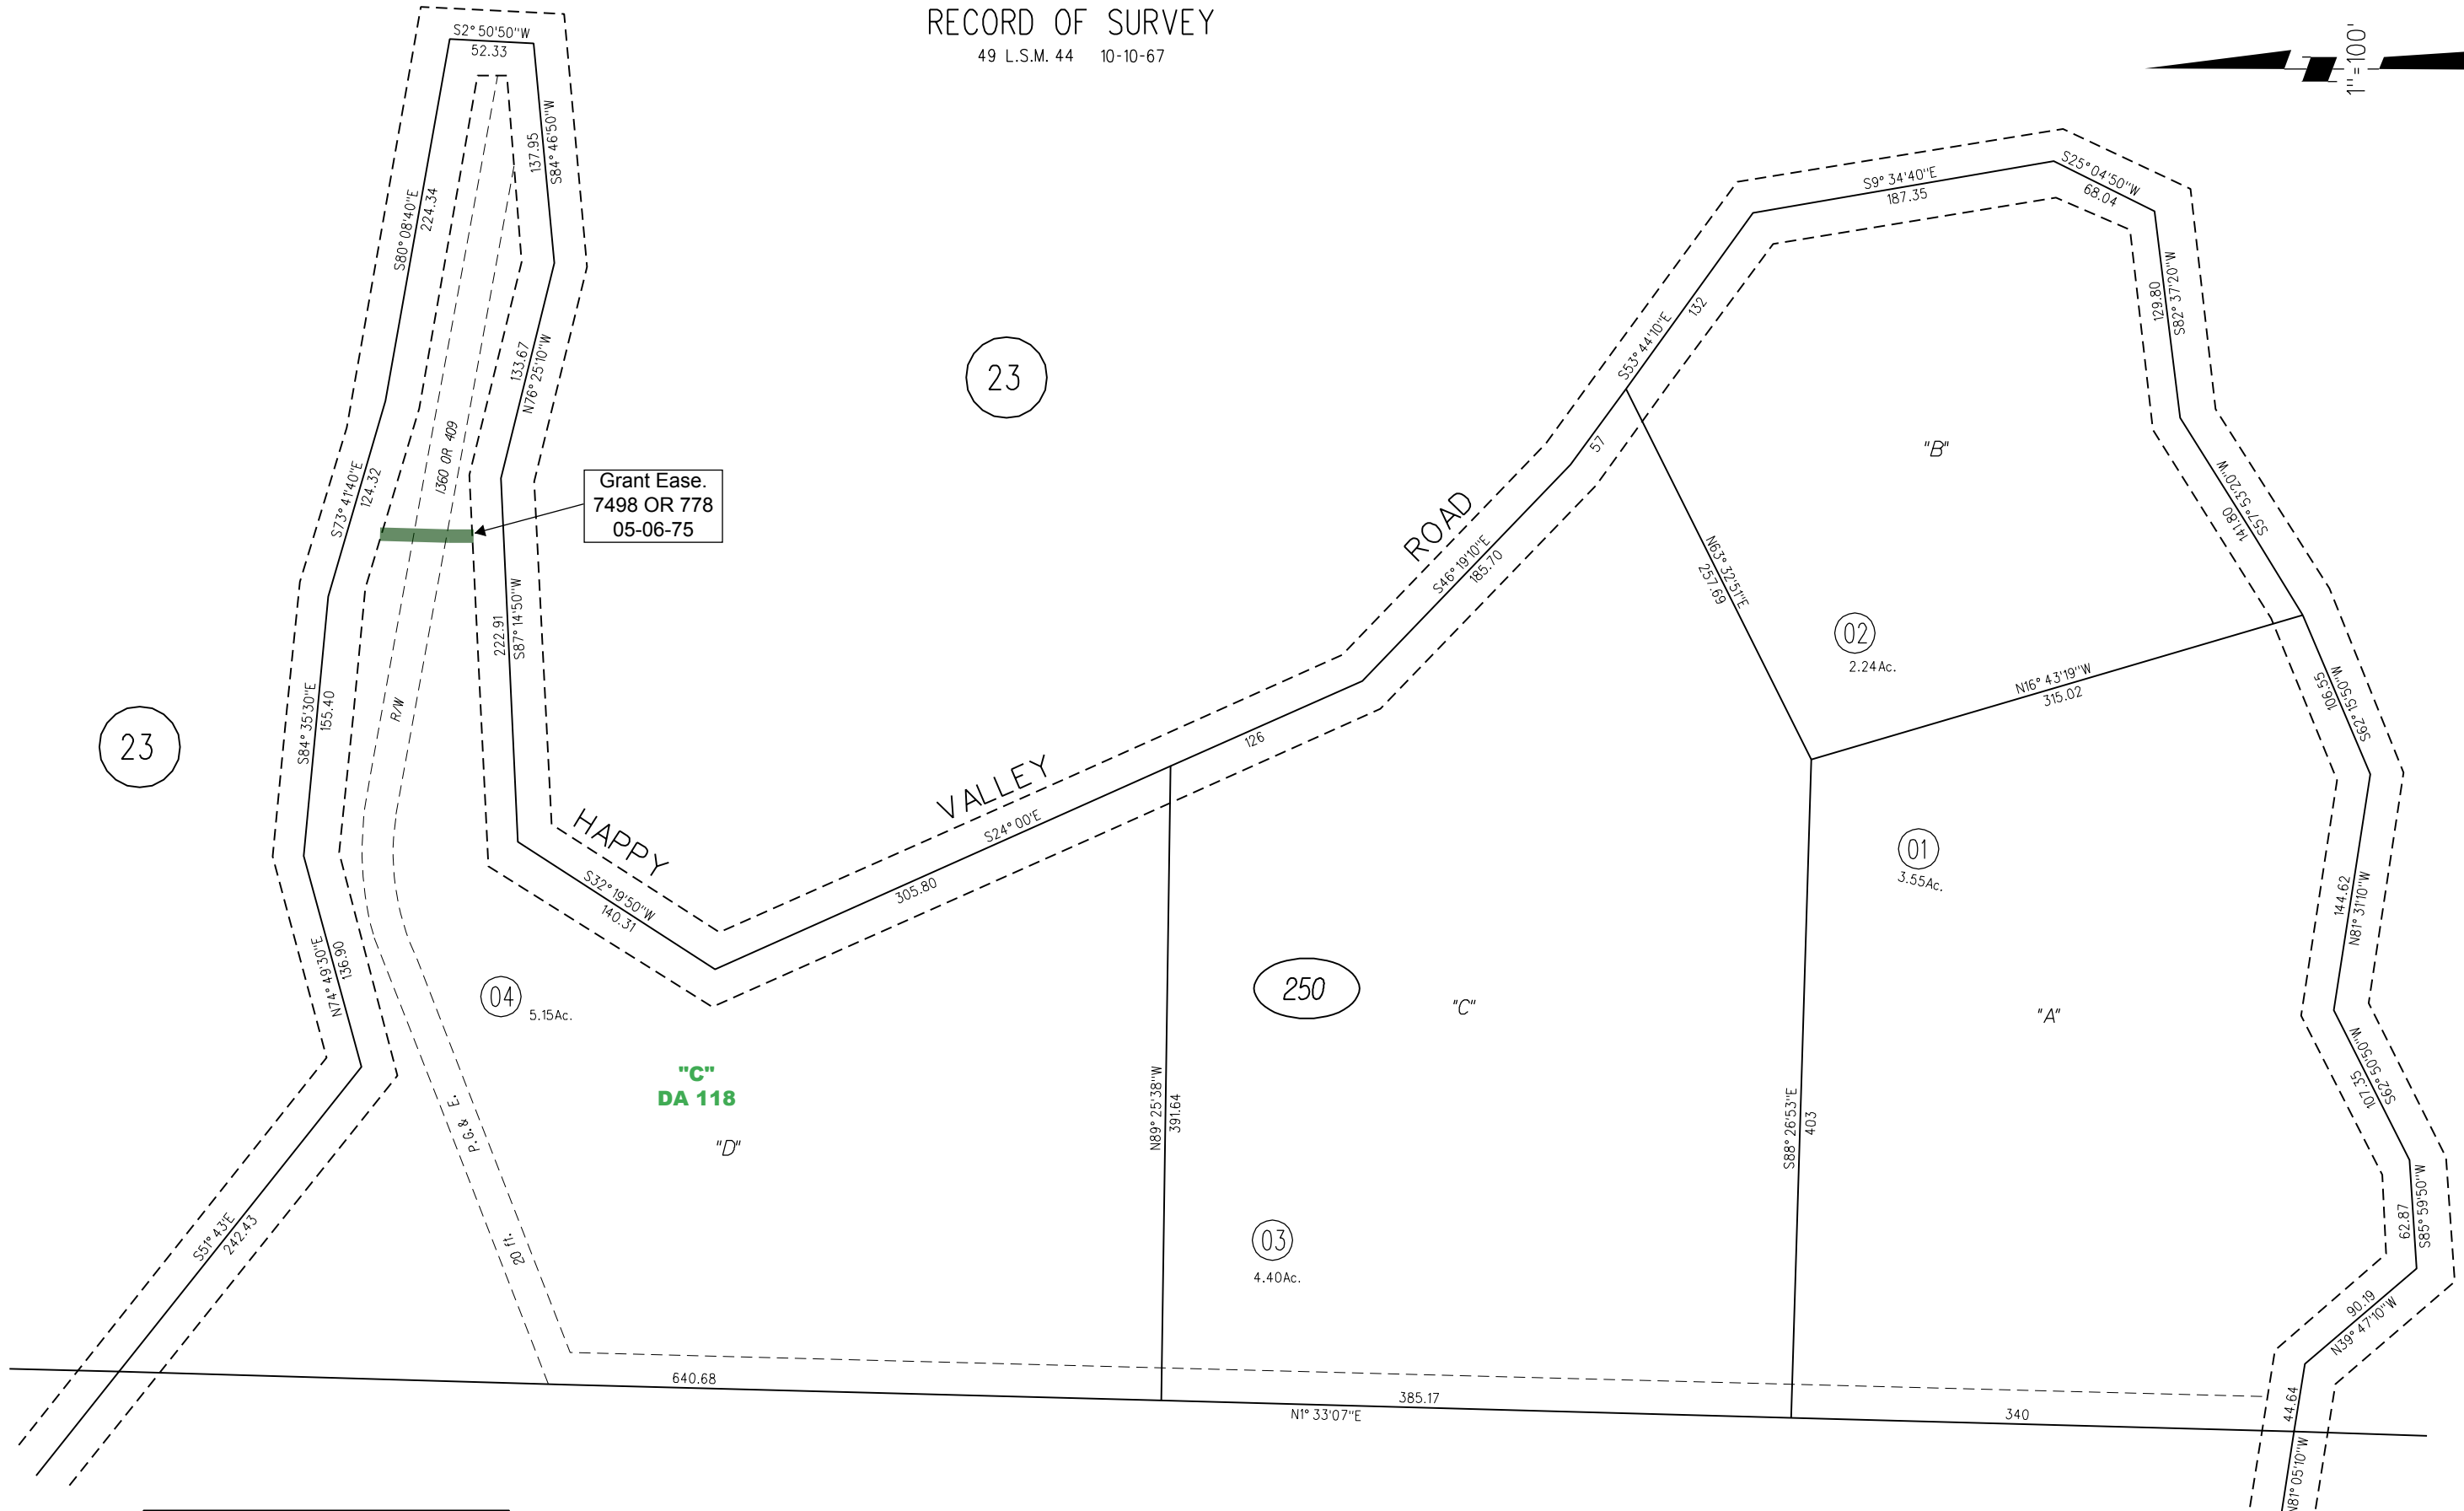 RECORD OF SURVEY
49 L.S.M. 44 10-10-67
1"=100'
S2°50'50"W
52.33
137.95
S84°46'50"W
S80°08'40"E
224.34
133.67
N76°25'10"W
1360 OR 409
S73°41'40"E
124.32
Grant Ease.
7498 OR 778
05-06-75
23
23
222.91
S87°14'50"W
S84°35'30"E
155.40
R/W
N74°49'30"E
136.90
S51°43'E
242.43
P.G.& E.
20 ft.
S32°19'50"W
140.31
HAPPY
VALLEY
ROAD
S24°00'E
305.80
126
S46°19'10"E
185.70
57
S53°44'10"E
132
S9°34'40"E
187.35
S25°04'50"W
68.04
129.80
S82°37'20"W
S57°53'20"W
141.80
"B"
N63°32'51"E
257.69
02
2.24Ac.
N16°43'19"W
315.02
S62°15'50"W
106.55
01
3.55Ac.
144.62
N81°31'10"W
"A"
S62°50'50"W
107.35
62.87
S85°59'50"W
90.19
N39°47'10"W
44.64
N81°05'10"W
04
5.15Ac.
"C"
DA 118
"D"
250
"C"
N89°25'38"W
391.64
S88°26'53"E
403
03
4.40Ac.
640.68
385.17
N1°33'07"E
340